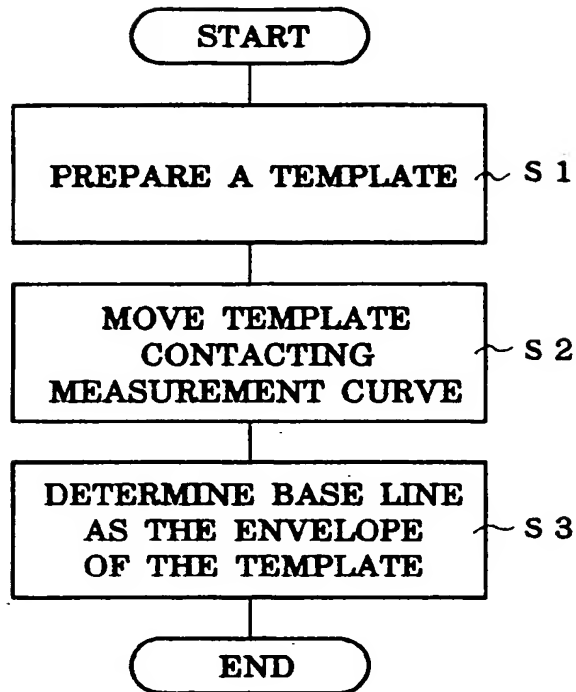 START
PREPARE A TEMPLATE
S 1
MOVE TEMPLATE
CONTACTING
MEASUREMENT CURVE
S 2
DETERMINE BASE LINE
AS THE ENVELOPE
OF THE TEMPLATE
S 3
END